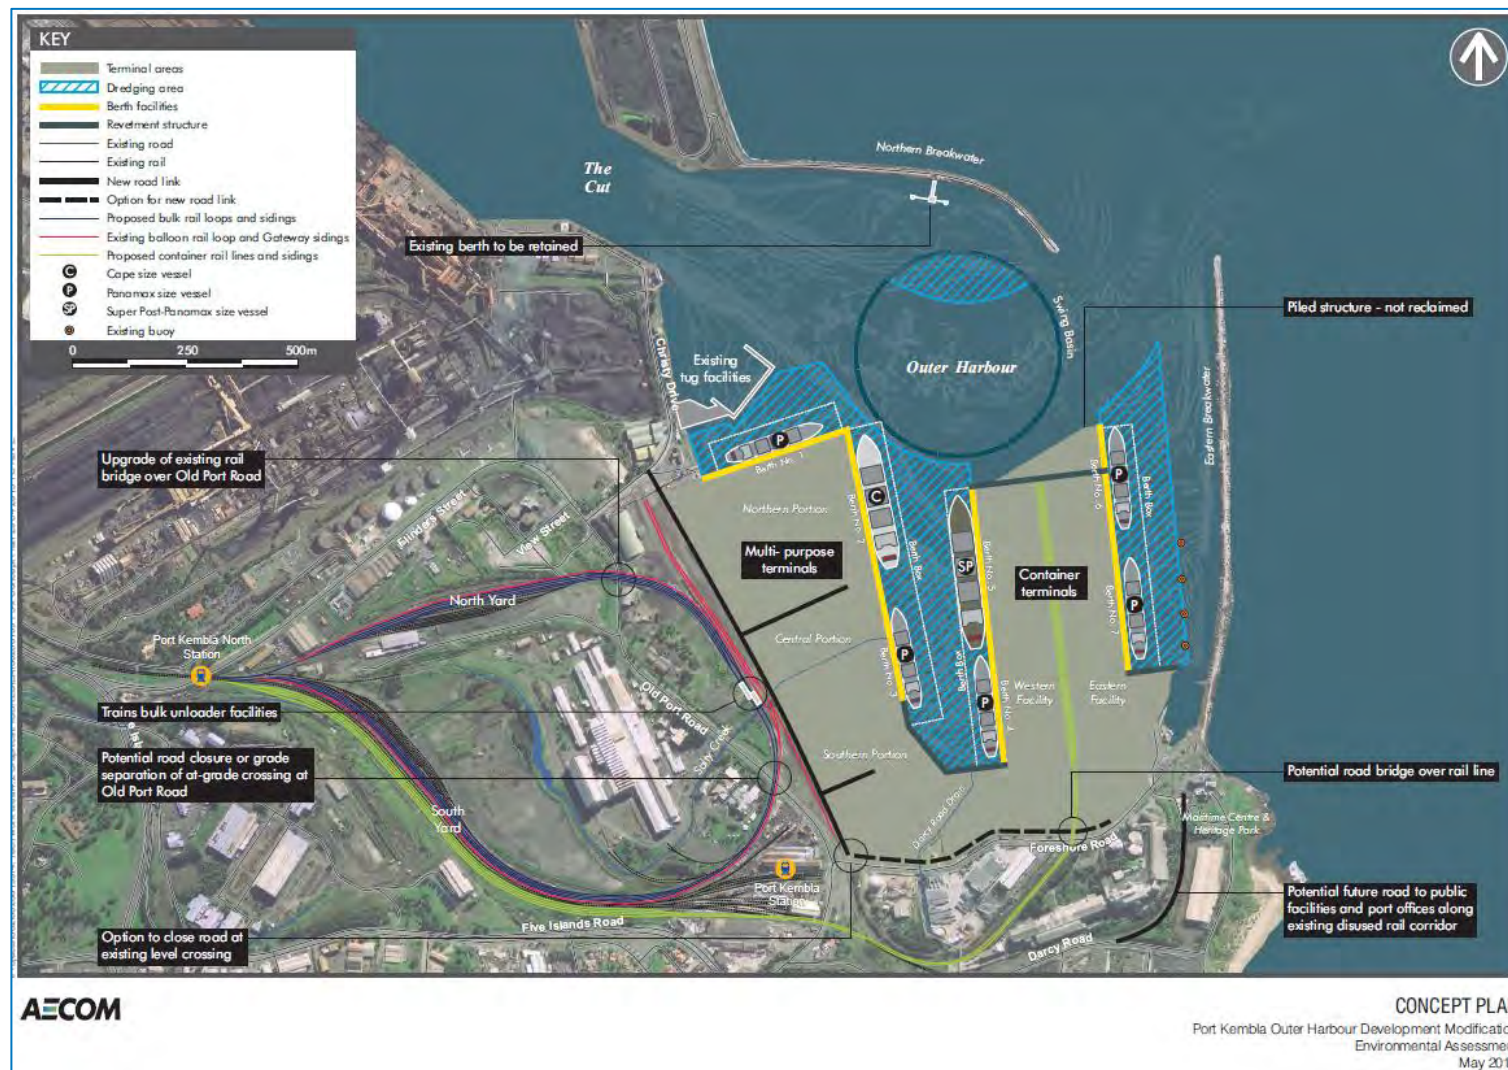 KEY
Terminal areas
Dredging area
Berth facilities
Revetment structure
Existing road
Existing rail
New road link
Option for new road link
Proposed bulk rail loops and sidings
Existing balloon rail loop and Gateway sidings
Proposed container rail lines and sidings
C Cape size vessel
P Panamax size vessel
SP Super Post-Panamax size vessel
Existing buoy
0 250 500m
The
Cut
Northern Breakwater
Existing berth to be retained
Swing Basin
Piled structure - not reclaimed
Outer Harbour
Eastern Breakwater
Christy Drive
Existing
tug facilities
P
Berth No. 1
Upgrade of existing rail
bridge over Old Port Road
Flinders Street
View Street
Northern Portion
C
Berth No. 2
Berth Box
P
Berth No. 6
Berth Box
Multi- purpose
terminals
SP
Berth No. 5
Container
terminals
P
Berth No. 7
North Yard
Central Portion
P
Berth No. 3
Berth Box
P
Berth No. 4
Western
Facility
Eastern
Facility
Port Kembla North
Station
Old Port Road
Salty Creek
Trains bulk unloader facilities
Potential road closure or grade
separation of at-grade crossing at
Old Port Road
Southern Portion
South
Yard
Darcy Road Drain
Potential road bridge over rail line
Maritime Centre &
Heritage Park
Foreshore Road
Port Kembla
Station
Five Islands Road
Darcy Road
Option to close road at
existing level crossing
Potential future road to public
facilities and port offices along
existing disused rail corridor
AECOM
CONCEPT PLA
Port Kembla Outer Harbour Development Modificatio
Environmental Assessme
May 201